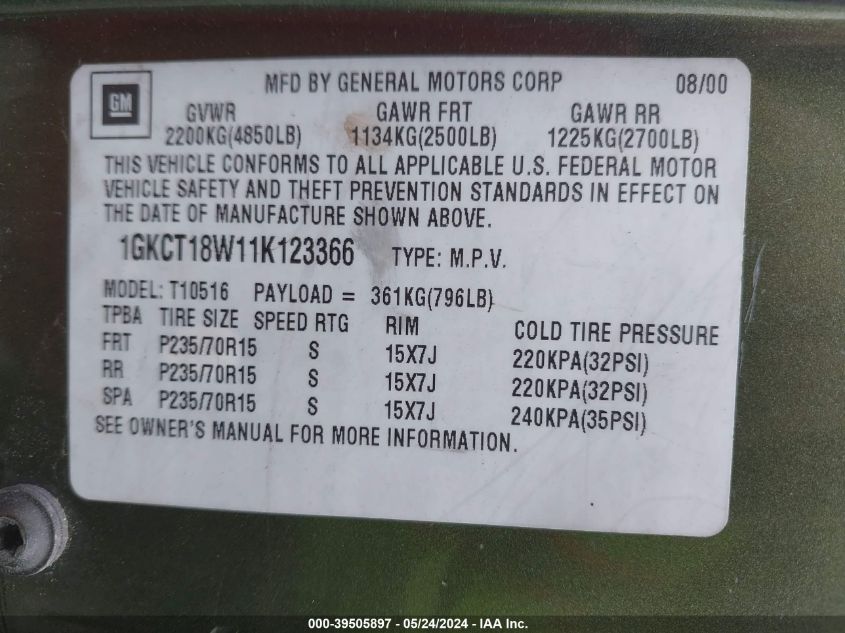 MFD BY GENERAL MOTORS CORP 08/00
GM
GVWR GAWR FRT GAWR RR
2200KG(4850LB) 1134KG(2500LB) 1225KG(2700LB)
THIS VEHICLE CONFORMS TO ALL APPLICABLE U.S. FEDERAL MOTOR
VEHICLE SAFETY AND THEFT PREVENTION STANDARDS IN EFFECT ON
THE DATE OF MANUFACTURE SHOWN ABOVE.
1GKCT18W11K123366 TYPE: M.P.V.
MODEL: T10516 PAYLOAD = 361KG(796LB)
TPBA TIRE SIZE SPEED RTG RIM COLD TIRE PRESSURE
FRT P235/70R15 S 15X7J 220KPA(32PSI)
RR P235/70R15 S 15X7J 220KPA(32PSI)
SPA P235/70R15 S 15X7J 240KPA(35PSI)
SEE OWNER'S MANUAL FOR MORE INFORMATION.
000-39505897 - 05/24/2024 - IAA Inc.